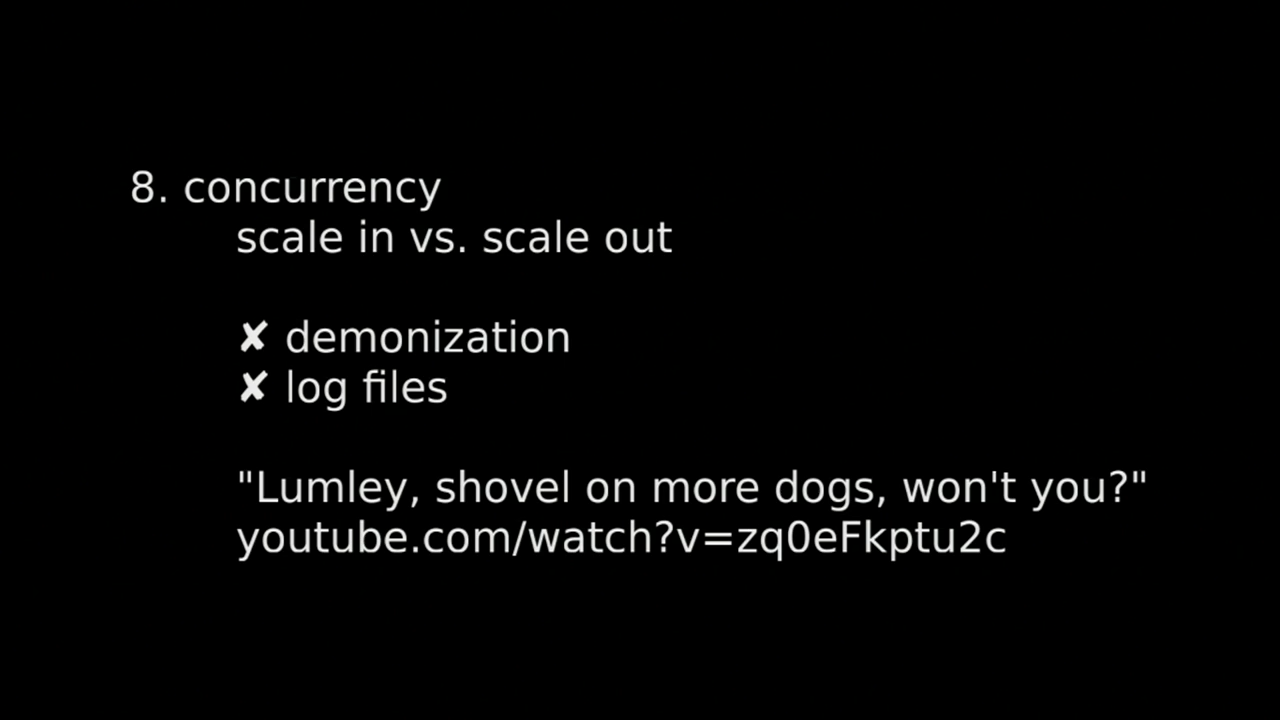 8. concurrency
scale in vs. scale out
✘ demonization
✘ log files
"Lumley, shovel on more dogs, won't you?"
youtube.com/watch?v=zq0eFkptu2c